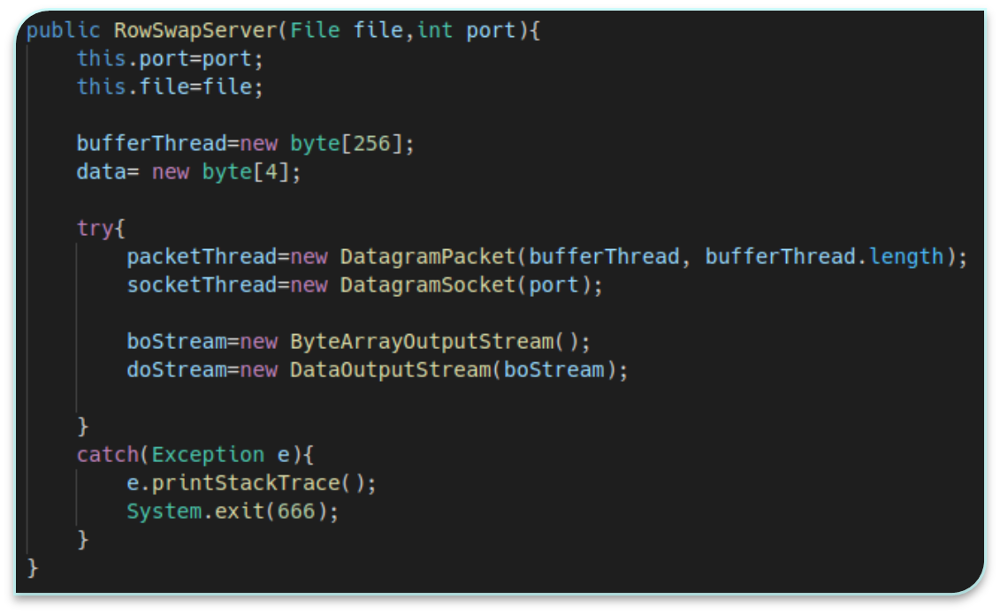 public RowSwapServer(File file,int port){
this.port=port;
this.file=file;
bufferThread=new byte[256];
data= new byte[4];
try{
packetThread=new DatagramPacket(bufferThread, bufferThread.length);
socketThread=new DatagramSocket(port);
boStream=new ByteArrayOutputStream();
doStream=new DataOutputStream(boStream);
}
catch(Exception e){
e.printStackTrace();
System.exit(666);
}
}